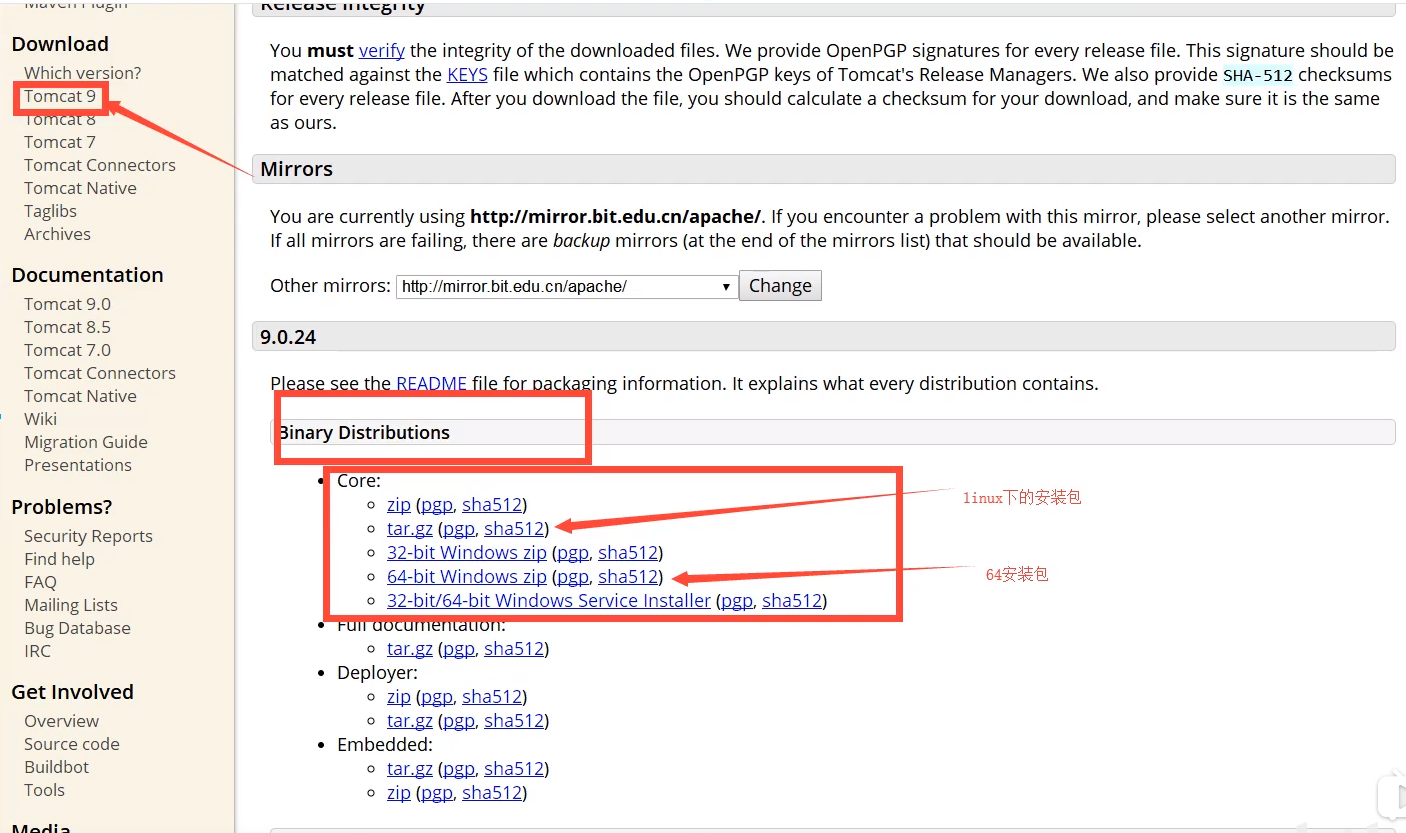 Maven Plugin
Download
Which version?
Tomcat 9
Tomcat 8
Tomcat 7
Tomcat Connectors
Tomcat Native
Taglibs
Archives
Documentation
Tomcat 9.0
Tomcat 8.5
Tomcat 7.0
Tomcat Connectors
Tomcat Native
Wiki
Migration Guide
Presentations
Problems?
Security Reports
Find help
FAQ
Mailing Lists
Bug Database
IRC
Get Involved
Overview
Source code
Buildbot
Tools
Media
Release Integrity
You must verify the integrity of the downloaded files. We provide OpenPGP signatures for every release file. This signature should be
matched against the KEYS file which contains the OpenPGP keys of Tomcat's Release Managers. We also provide SHA-512 checksums
for every release file. After you download the file, you should calculate a checksum for your download, and make sure it is the same
as ours.
Mirrors
You are currently using http://mirror.bit.edu.cn/apache/. If you encounter a problem with this mirror, please select another mirror.
If all mirrors are failing, there are backup mirrors (at the end of the mirrors list) that should be available.
Other mirrors: http://mirror.bit.edu.cn/apache/ Change
9.0.24
Please see the README file for packaging information. It explains what every distribution contains.
Binary Distributions
Core:
zip (pgp, sha512)
tar.gz (pgp, sha512)
linux下的安装包
32-bit Windows zip (pgp, sha512)
64-bit Windows zip (pgp, sha512)
64安装包
32-bit/64-bit Windows Service Installer (pgp, sha512)
Full documentation:
tar.gz (pgp, sha512)
Deployer:
zip (pgp, sha512)
tar.gz (pgp, sha512)
Embedded:
tar.gz (pgp, sha512)
zip (pgp, sha512)